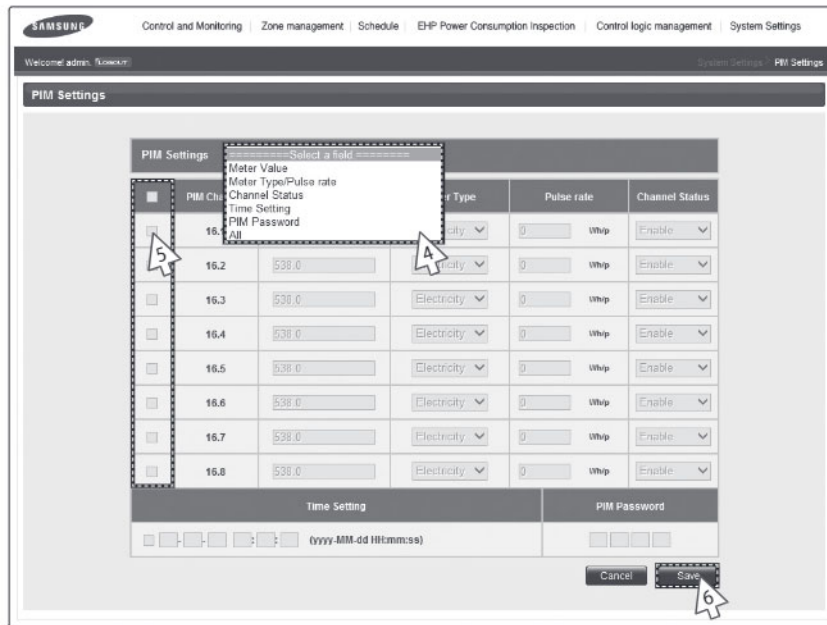 SAMSUNG
Control and Monitoring | Zone management | Schedule | EHP Power Consumption Inspection | Control logic management | System Settings
Welcome! admin. LOGOUT
System Settings PIM Settings
PIM Settings
PIM Settings
=========Select a field ========
Meter Value
Meter Type/Pulse rate
Channel Status
Time Setting
PIM Password
All
4
PIM Pulse rate Channel Status
5
0 Wh/p Enable
16.2 538.0 0 Wh/p Enable
16.3 538.0 Electricity 0 Wh/p Enable
16.4 538.0 Electricity 0 Wh/p Enable
16.5 538.0 Electricity 0 Wh/p Enable
16.6 538.0 Electricity 0 Wh/p Enable
16.7 538.0 Electricity 0 Wh/p Enable
16.8 538.0 Electricity 0 Wh/p Enable
Time Setting PIM Password
- - : : (yyyy-MM-dd HH:mm:ss)
Cancel Save
6